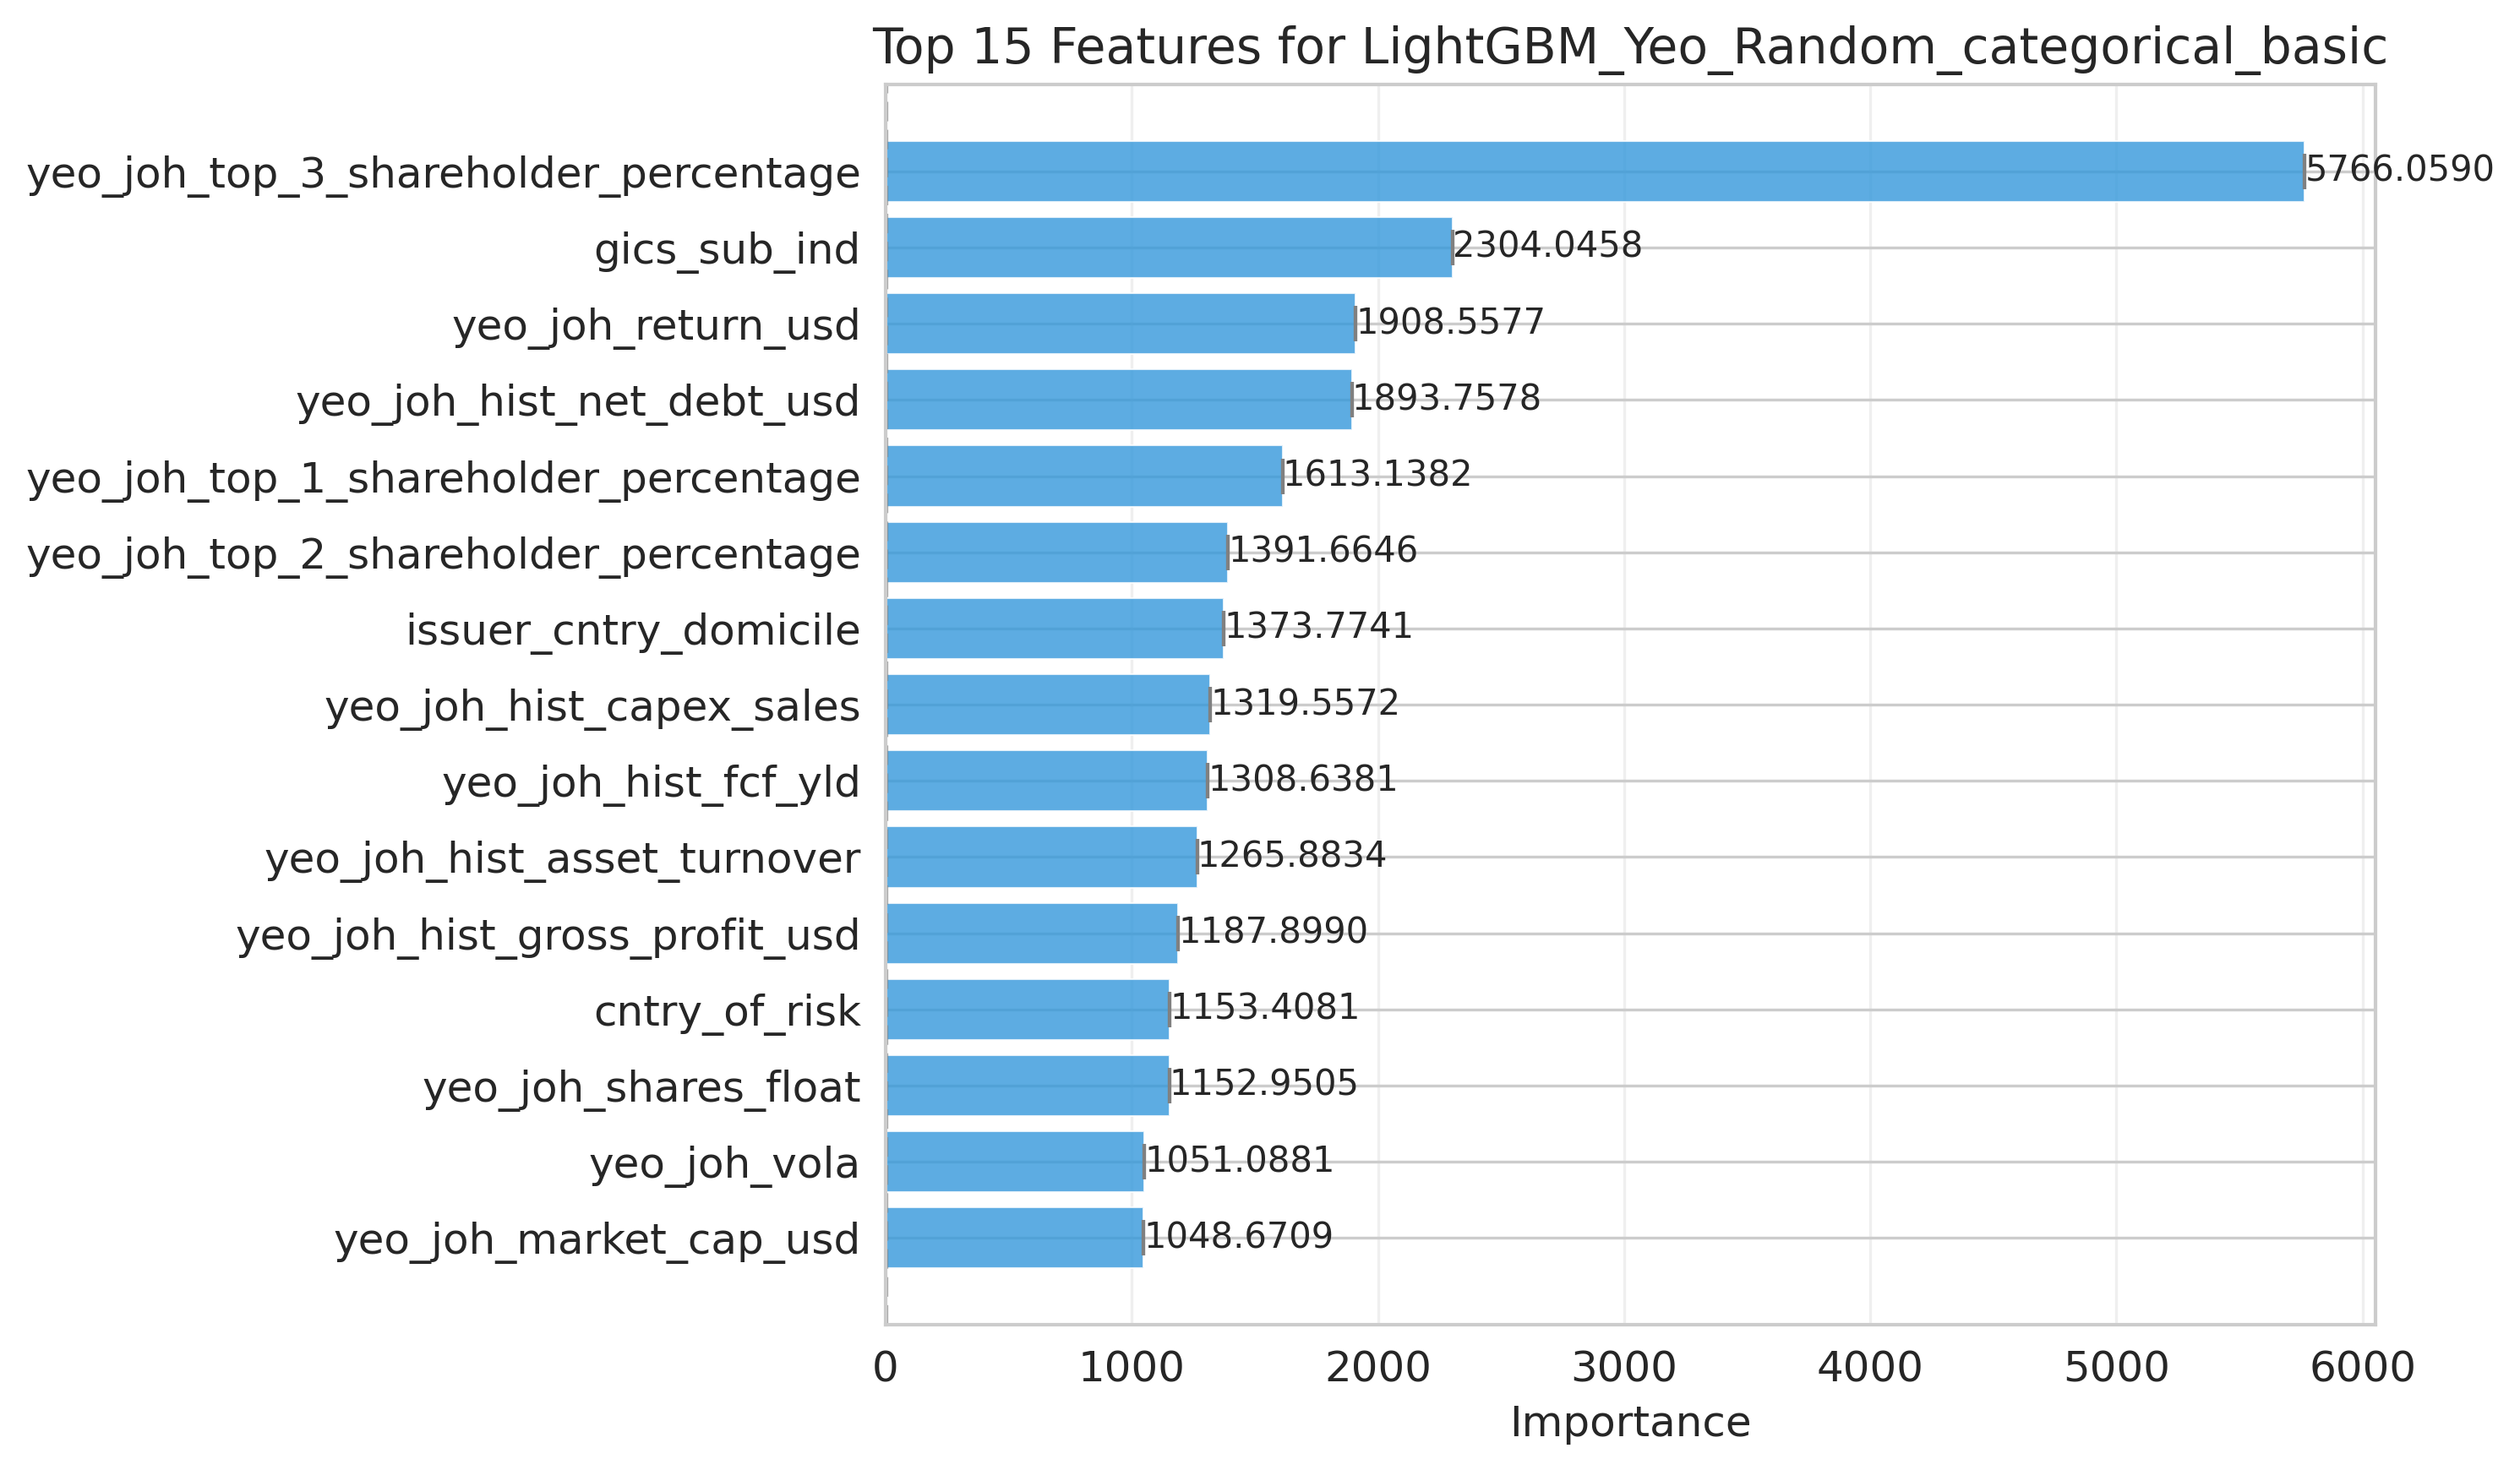 Top 15 Features for LightGBM_Yeo_Random_categorical_basic
yeo_joh_top_3_shareholder_percentage 5766.0590
gics_sub_ind 2304.0458
yeo_joh_return_usd 1908.5577
yeo_joh_hist_net_debt_usd 1893.7578
yeo_joh_top_1_shareholder_percentage 1613.1382
yeo_joh_top_2_shareholder_percentage 1391.6646
issuer_cntry_domicile 1373.7741
yeo_joh_hist_capex_sales 1319.5572
yeo_joh_hist_fcf_yld 1308.6381
yeo_joh_hist_asset_turnover 1265.8834
yeo_joh_hist_gross_profit_usd 1187.8990
cntry_of_risk 1153.4081
yeo_joh_shares_float 1152.9505
yeo_joh_vola 1051.0881
yeo_joh_market_cap_usd 1048.6709
0 1000 2000 3000 4000 5000 6000
Importance